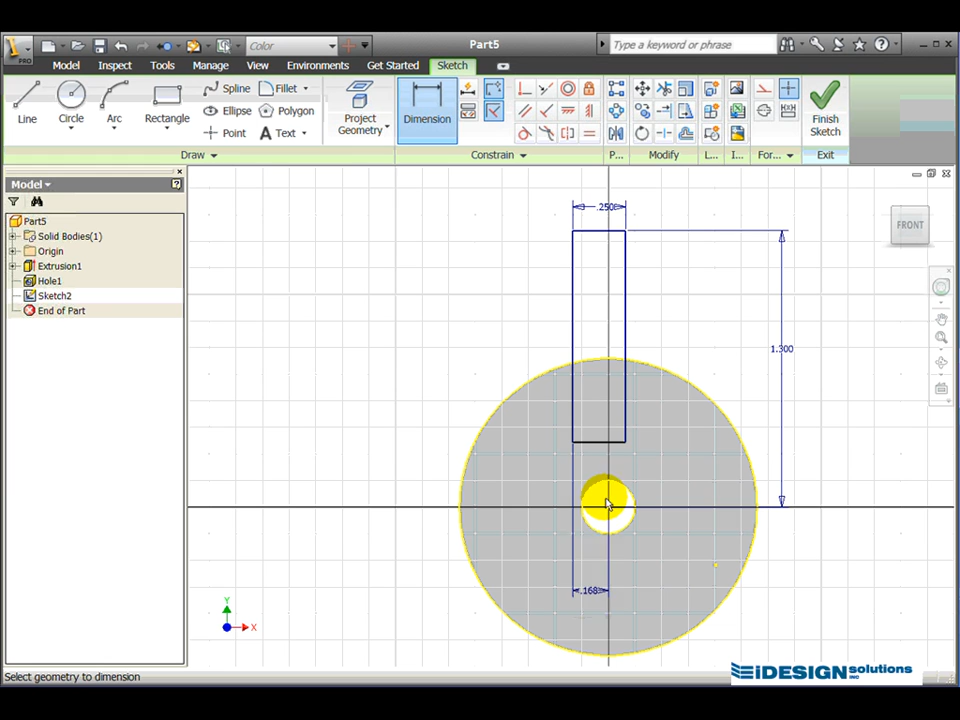 Color
Part5
Type a keyword or phrase
PRO
Model Inspect Tools Manage View Environments Get Started Sketch
Line
Circle
Arc
Rectangle
Spline
Ellipse
Point
Fillet
Polygon
Text
Project
Geometry
Dimension
Finish
Sketch
Draw
Constrain
P...
Modify
L...
I...
For...
Exit
Model
Part5
Solid Bodies(1)
Origin
Extrusion1
Hole1
Sketch2
End of Part
.250
FRONT
1.300
.168
Y
X
Select geometry to dimension
iDESIGN solutions
INC